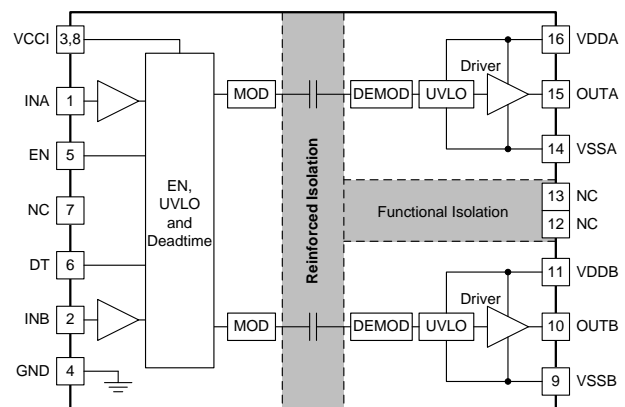 VCCI 3,8
INA 1
EN 5
NC 7
DT 6
INB 2
GND 4
EN,
UVLO
and
Deadtime
MOD
MOD
Reinforced Isolation
DEMOD UVLO Driver
16 VDDA
15 OUTA
14 VSSA
Functional Isolation
13 NC
12 NC
DEMOD UVLO Driver
11 VDDB
10 OUTB
9 VSSB